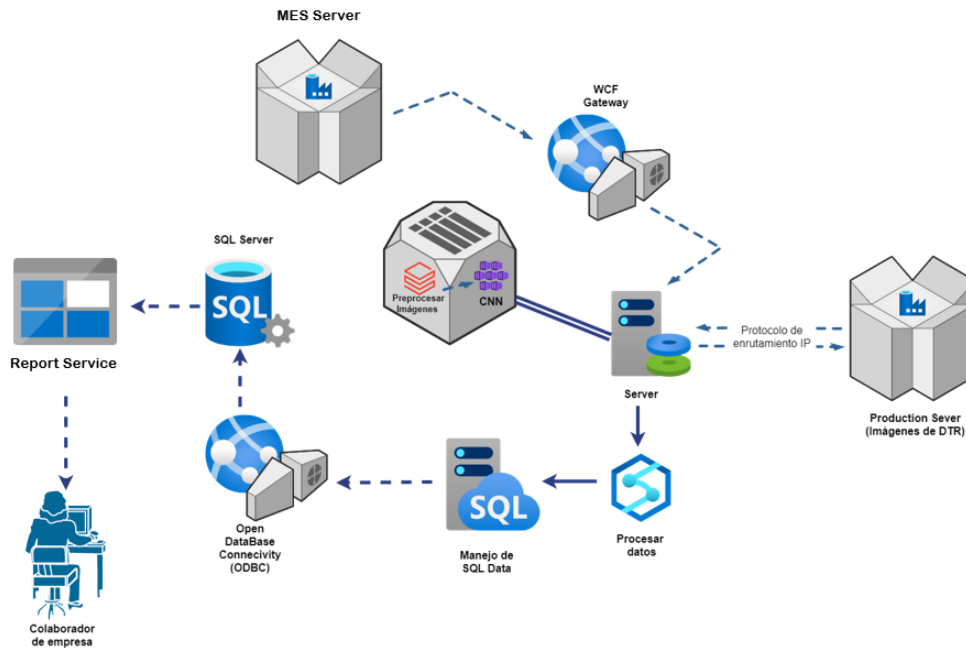 MES Server
WCF
Gateway
SQL Server
SQL
Preprocesar
Imágenes
CNN
Report Service
Protocolo de
enrutamiento IP
Server
Production Sever
(Imágenes de DTR)
SQL
Open
DataBase
Connecivity
(ODBC)
Manejo de
SQL Data
Procesar
datos
Colaborador
de empresa